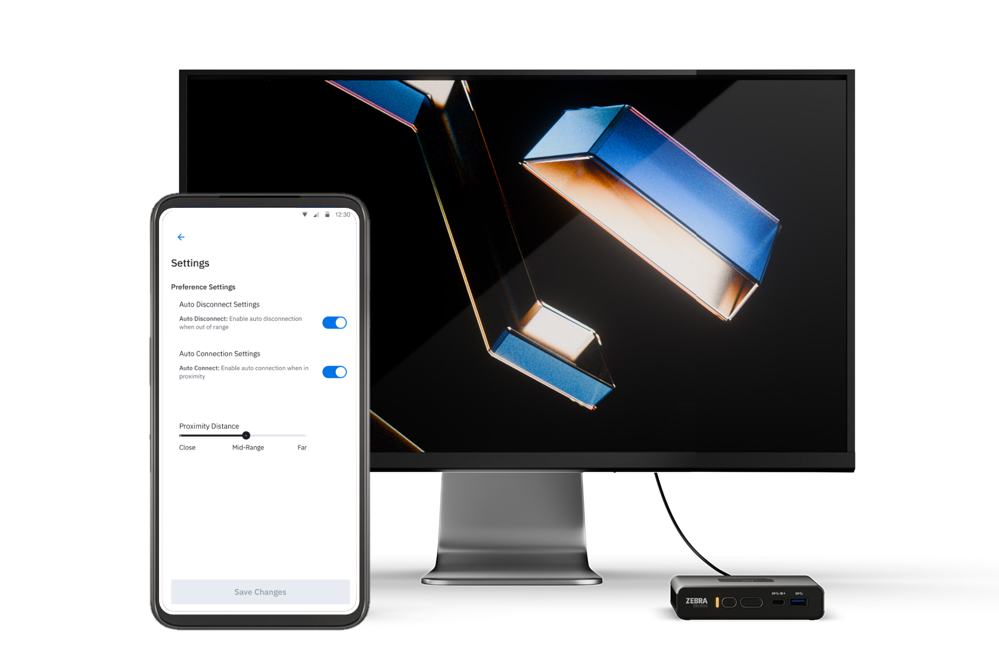 12:30
Settings
Preference Settings
Auto Disconnect Settings
Auto Disconnect: Enable auto disconnection
when out of range
Auto Connection Settings
Auto Connect: Enable auto connection when in
proximity
Proximity Distance
Close Mid-Range Far
Save Changes
ZEBRA
ZEC500